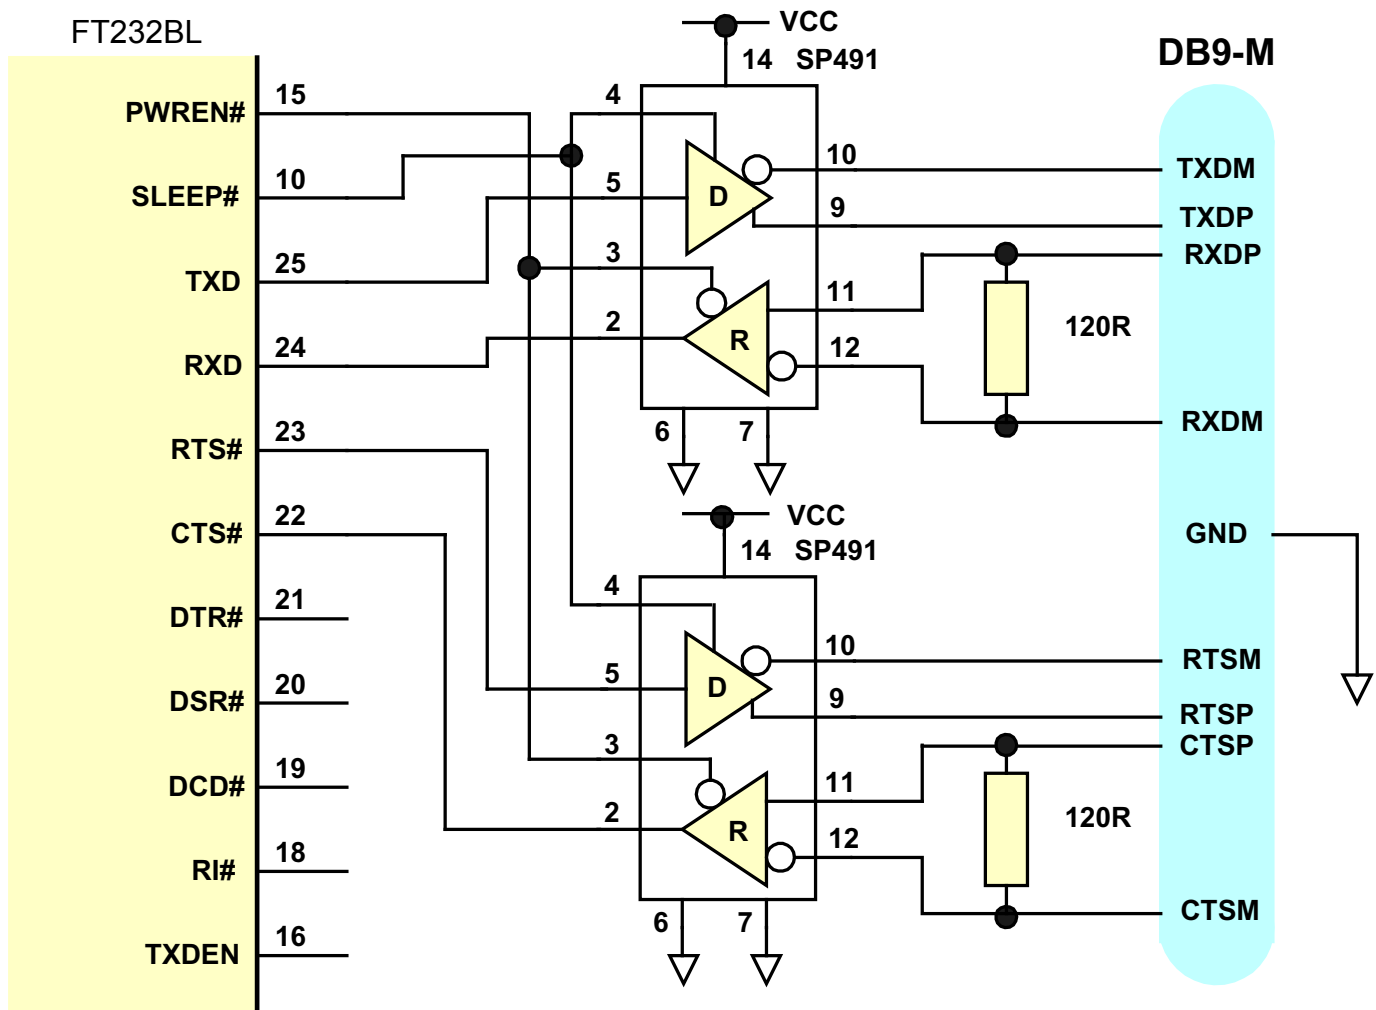 FT232BL
PWREN# 15
SLEEP# 10
TXD 25
RXD 24
RTS# 23
CTS# 22
DTR# 21
DSR# 20
DCD# 19
RI# 18
TXDEN 16
VCC
14 SP491
4
5
3
2
D
R
10
9
11
12
6 7
VCC
14 SP491
4
5
3
2
D
R
10
9
11
12
6 7
120R
120R
DB9-M
TXDM
TXDP
RXDP
RXDM
GND
RTSM
RTSP
CTSP
CTSM